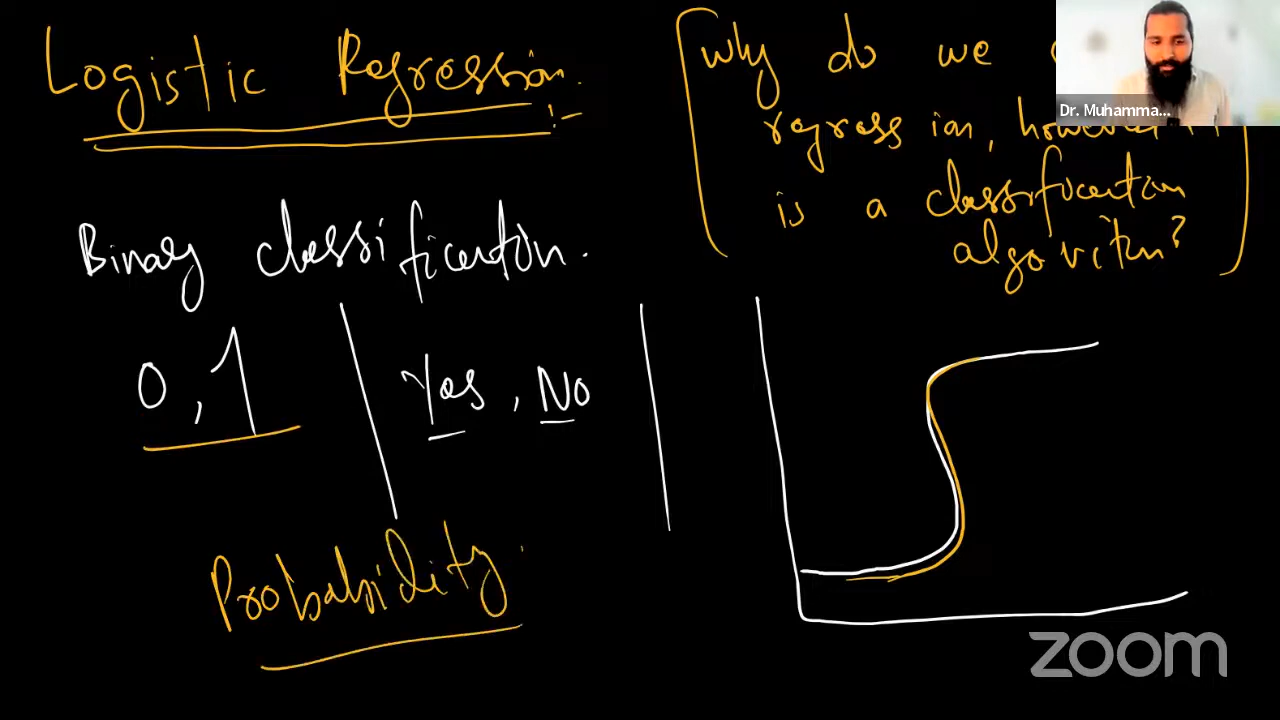 Logistic Regression
Binary classification.
0, 1
Yes, No
Probability
Why do we
regression, however
is a classification
algorithm?
Dr. Muhamma...
zoom